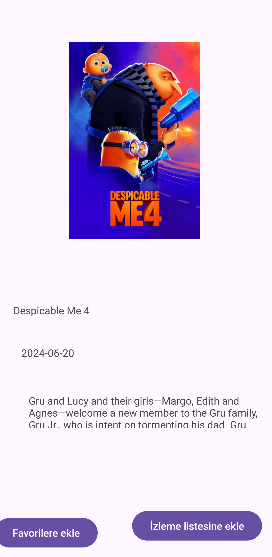 DESPICABLE
ME4
Despicable Me 4
2024-06-20
Gru and Lucy and their girls—Margo, Edith and
Agnes—welcome a new member to the Gru family,
Gru Jr., who is intent on tormenting his dad. Gru
Favorilere ekle
İzleme listesine ekle